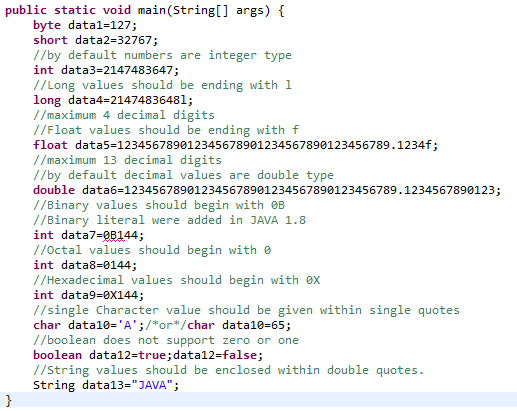 public static void main(String[] args) {
byte data1=127;
short data2=32767;
//by default numbers are integer type
int data3=2147483647;
//Long values should be ending with l
long data4=2147483648l;
//maximum 4 decimal digits
//Float values should be ending with f
float data5=123456789012345678901234567890123456789.1234f;
//maximum 13 decimal digits
//by default decimal values are double type
double data6=123456789012345678901234567890123456789.1234567890123;
//Binary values should begin with 0B
//Binary literal were added in JAVA 1.8
int data7=0B144;
//Octal values should begin with 0
int data8=0144;
//Hexadecimal values should begin with 0X
int data9=0X144;
//single Character value should be given within single quotes
char data10='A';/*or*/char data10=65;
//boolean does not support zero or one
boolean data12=true;data12=false;
//String values should be enclosed within double quotes.
String data13="JAVA";
}